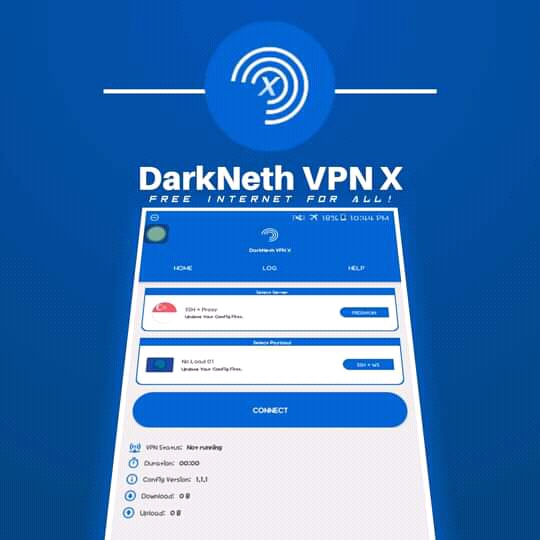 X
DarkNeth VPN X
FREE INTERNET FOR ALL!
18% 10:44 PM
DarkNeth VPN X
HOME LOG HELP
Select Server
SSH + Proxy
Update Your Config First.
PREMIUM
Select Payload
No Load 01
Update Your Config First.
SSH + WS
CONNECT
VPN Status: Not running
Duration: 00:00
Config Version: 1.1.1
Download: 0 B
Upload: 0 B